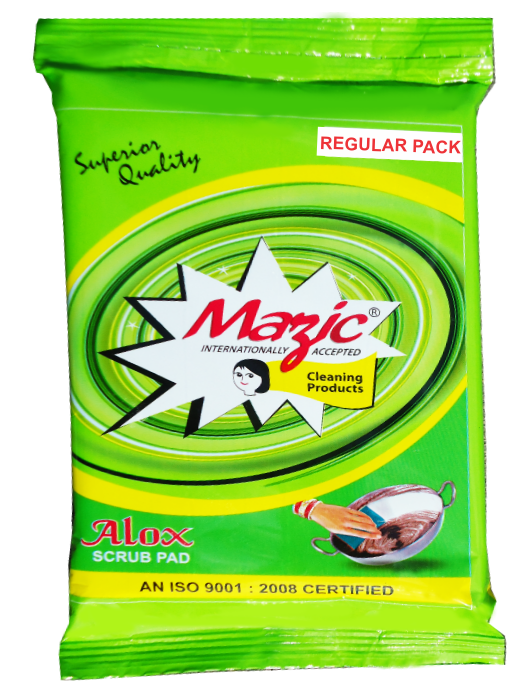 Superior
Quality
REGULAR PACK
Mazic®
INTERNATIONALLY ACCEPTED
Cleaning
Products
Alox
SCRUB PAD
AN ISO 9001 : 2008 CERTIFIED